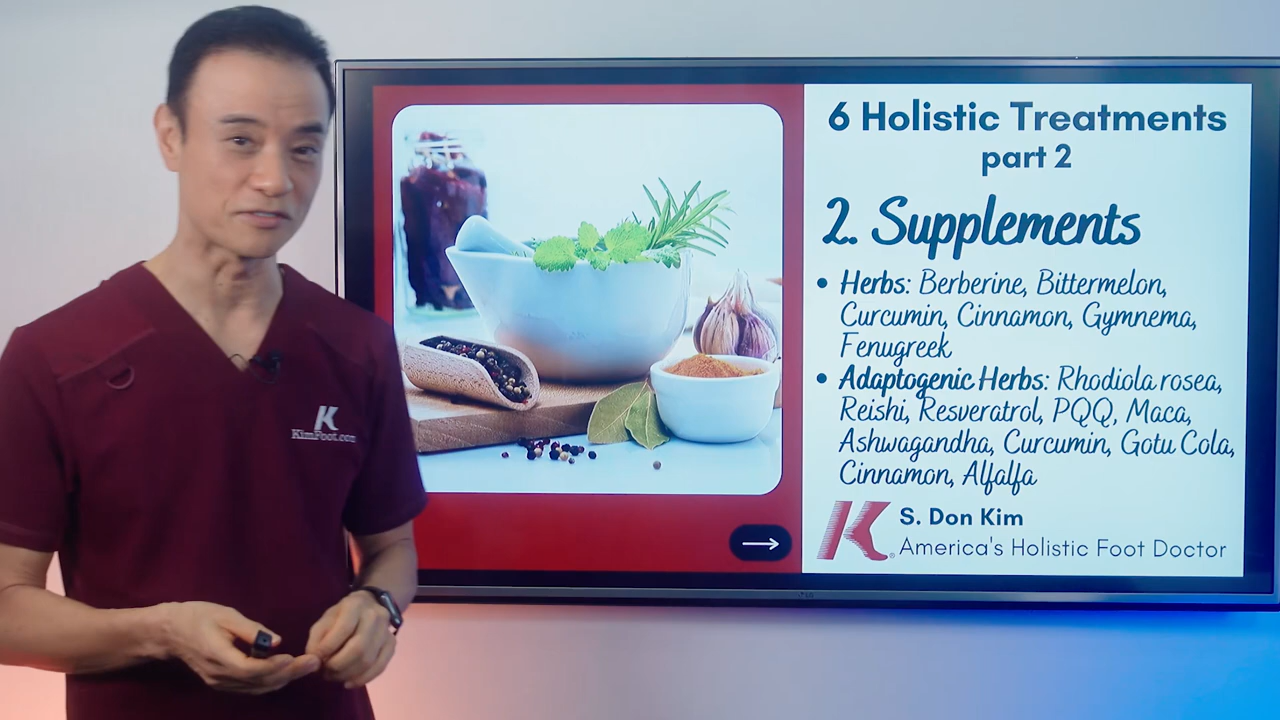 6 Holistic Treatments
part 2
2. Supplements
• Herbs: Berberine, Bittermelon,
Curcumin, Cinnamon, Gymnema,
Fenugreek
• Adaptogenic Herbs: Rhodiola rosea,
Reishi, Resveratrol, PQQ, Maca,
Ashwagandha, Curcumin, Gotu Cola,
Cinnamon, Alfalfa
K®
S. Don Kim
America's Holistic Foot Doctor
K
KimFoot.com
LG